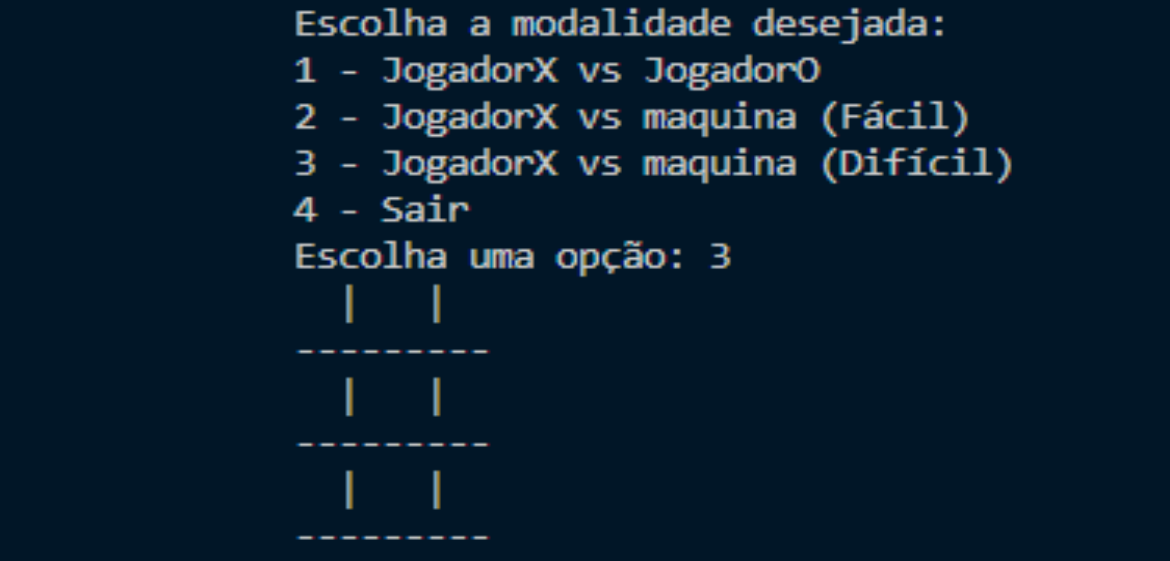 Escolha a modalidade desejada:
1 - JogadorX vs JogadorO
2 - JogadorX vs maquina (Fácil)
3 - JogadorX vs maquina (Difícil)
4 - Sair
Escolha uma opção: 3
  |   |
---------
  |   |
---------
  |   |
---------